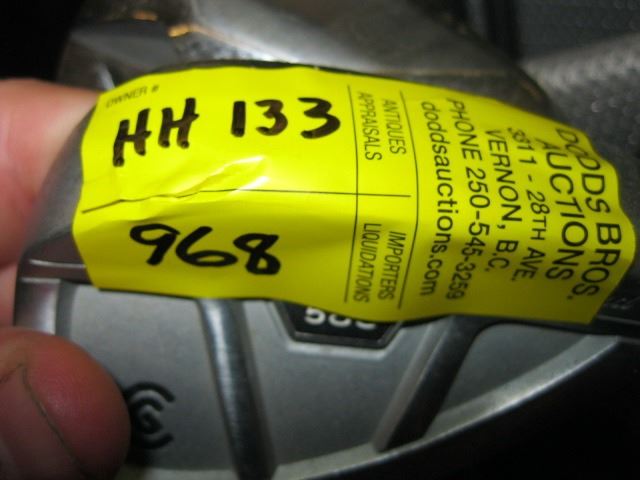 OWNER #
HH 133
968
ANTIQUES
APPRAISALS
IMPORTERS
LIQUIDATIONS
DODDS BROS.
AUCTIONS
3311 - 28TH AVE.
VERNON, B.C.
PHONE 250-545-3259
doddsauctions.com